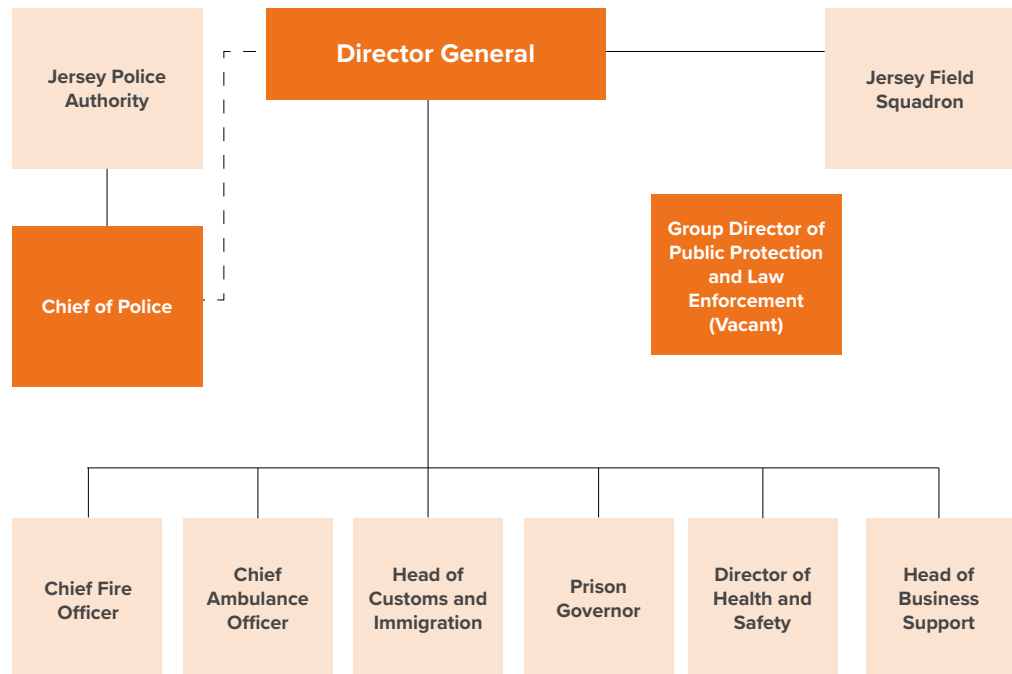 Director General
Jersey Police
Authority
Jersey Field
Squadron
Group Director of
Public Protection
and Law
Enforcement
(Vacant)
Chief of Police
Chief Fire
Officer
Chief
Ambulance
Officer
Head of
Customs and
Immigration
Prison
Governor
Director of
Health and
Safety
Head of
Business
Support